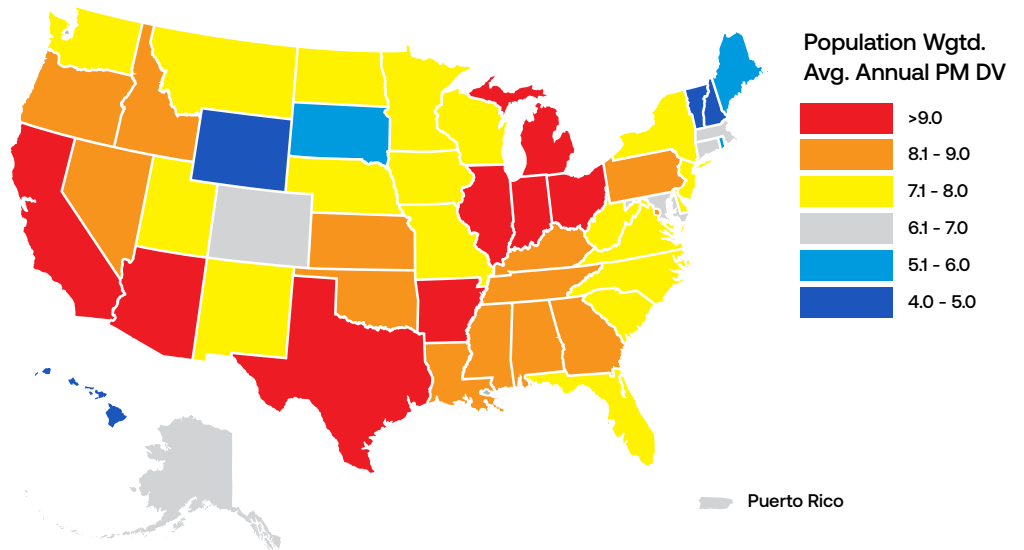 Population Wgtd.
Avg. Annual PM DV
>9.0
8.1 - 9.0
7.1 - 8.0
6.1 - 7.0
5.1 - 6.0
4.0 - 5.0
Puerto Rico